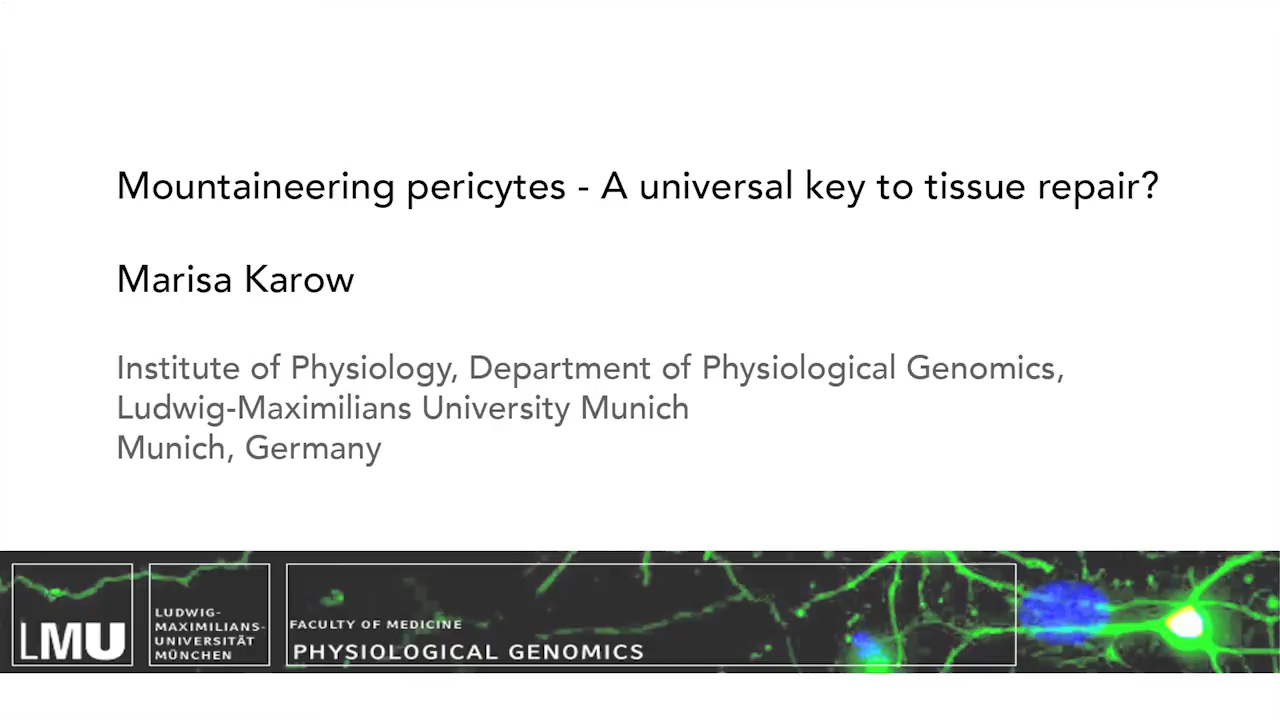 Mountaineering pericytes - A universal key to tissue repair?
Marisa Karow
Institute of Physiology, Department of Physiological Genomics,
Ludwig-Maximilians University Munich
Munich, Germany
LMU
LUDWIG-
MAXIMILIANS-
UNIVERSITÄT
MÜNCHEN
FACULTY OF MEDICINE
PHYSIOLOGICAL GENOMICS